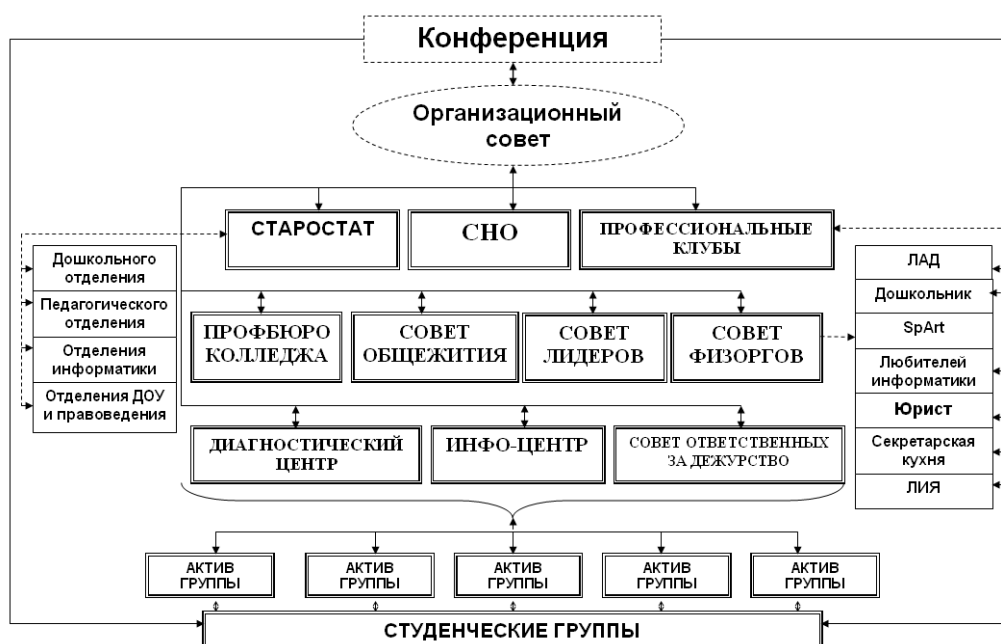 Конференция
Организационный
совет
СТАРОСТАТ
СНО
ПРОФЕССИОНАЛЬНЫЕ
КЛУБЫ
Дошкольного
отделения
Педагогического
отделения
Отделения
информатики
Отделения ДОУ
и правоведения
ПРОФБЮРО
КОЛЛЕДЖА
СОВЕТ
ОБЩЕЖИТИЯ
СОВЕТ
ЛИДЕРОВ
СОВЕТ
ФИЗОРГОВ
ЛАД
Дошкольник
SpArt
Любителей
информатики
Юрист
Секретарская
кухня
ЛИЯ
ДИАГНОСТИЧЕСКИЙ
ЦЕНТР
ИНФО-ЦЕНТР
СОВЕТ ОТВЕТСТВЕННЫХ
ЗА ДЕЖУРСТВО
АКТИВ
ГРУППЫ
АКТИВ
ГРУППЫ
АКТИВ
ГРУППЫ
АКТИВ
ГРУППЫ
АКТИВ
ГРУППЫ
СТУДЕНЧЕСКИЕ ГРУППЫ